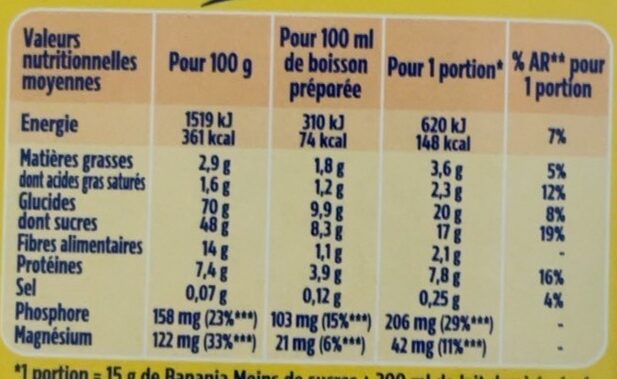 Valeurs nutritionnelles moyennes Pour 100 g Pour 100 ml de boisson préparée Pour 1 portion* % AR** pour 1 portion
Energie 1519 kJ 361 kcal 310 kJ 74 kcal 620 kJ 148 kcal 7%
Matières grasses 2,9 g 1,8 g 3,6 g 5%
dont acides gras saturés 1,6 g 1,2 g 2,3 g 12%
Glucides 70 g 9,9 g 20 g 8%
dont sucres 48 g 8,3 g 17 g 19%
Fibres alimentaires 14 g 1,1 g 2,1 g -
Protéines 7,4 g 3,9 g 7,8 g 16%
Sel 0,07 g 0,12 g 0,25 g 4%
Phosphore 158 mg (23%***) 103 mg (15%***) 206 mg (29%***) -
Magnésium 122 mg (33%***) 21 mg (6%***) 42 mg (11%***) -
*1 portion = 15 g de Banania Moins de sucres + 200 ml de lait